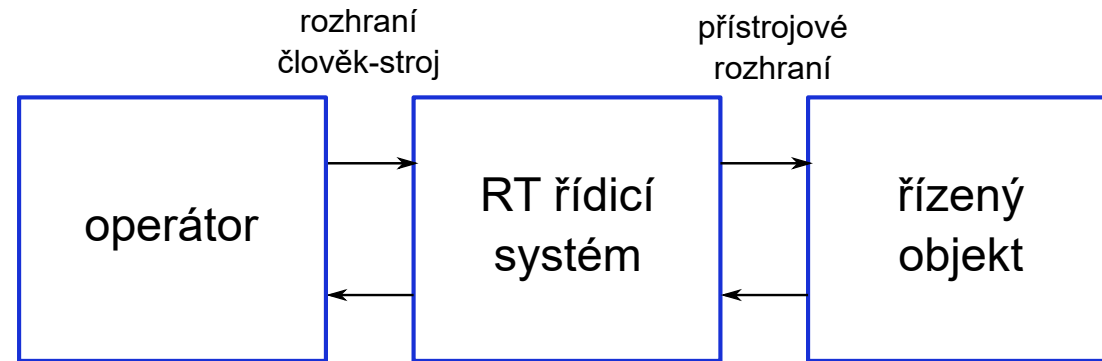 rozhraní
člověk-stroj
přístrojové
rozhraní
operátor
RT řídicí
systém
řízený
objekt